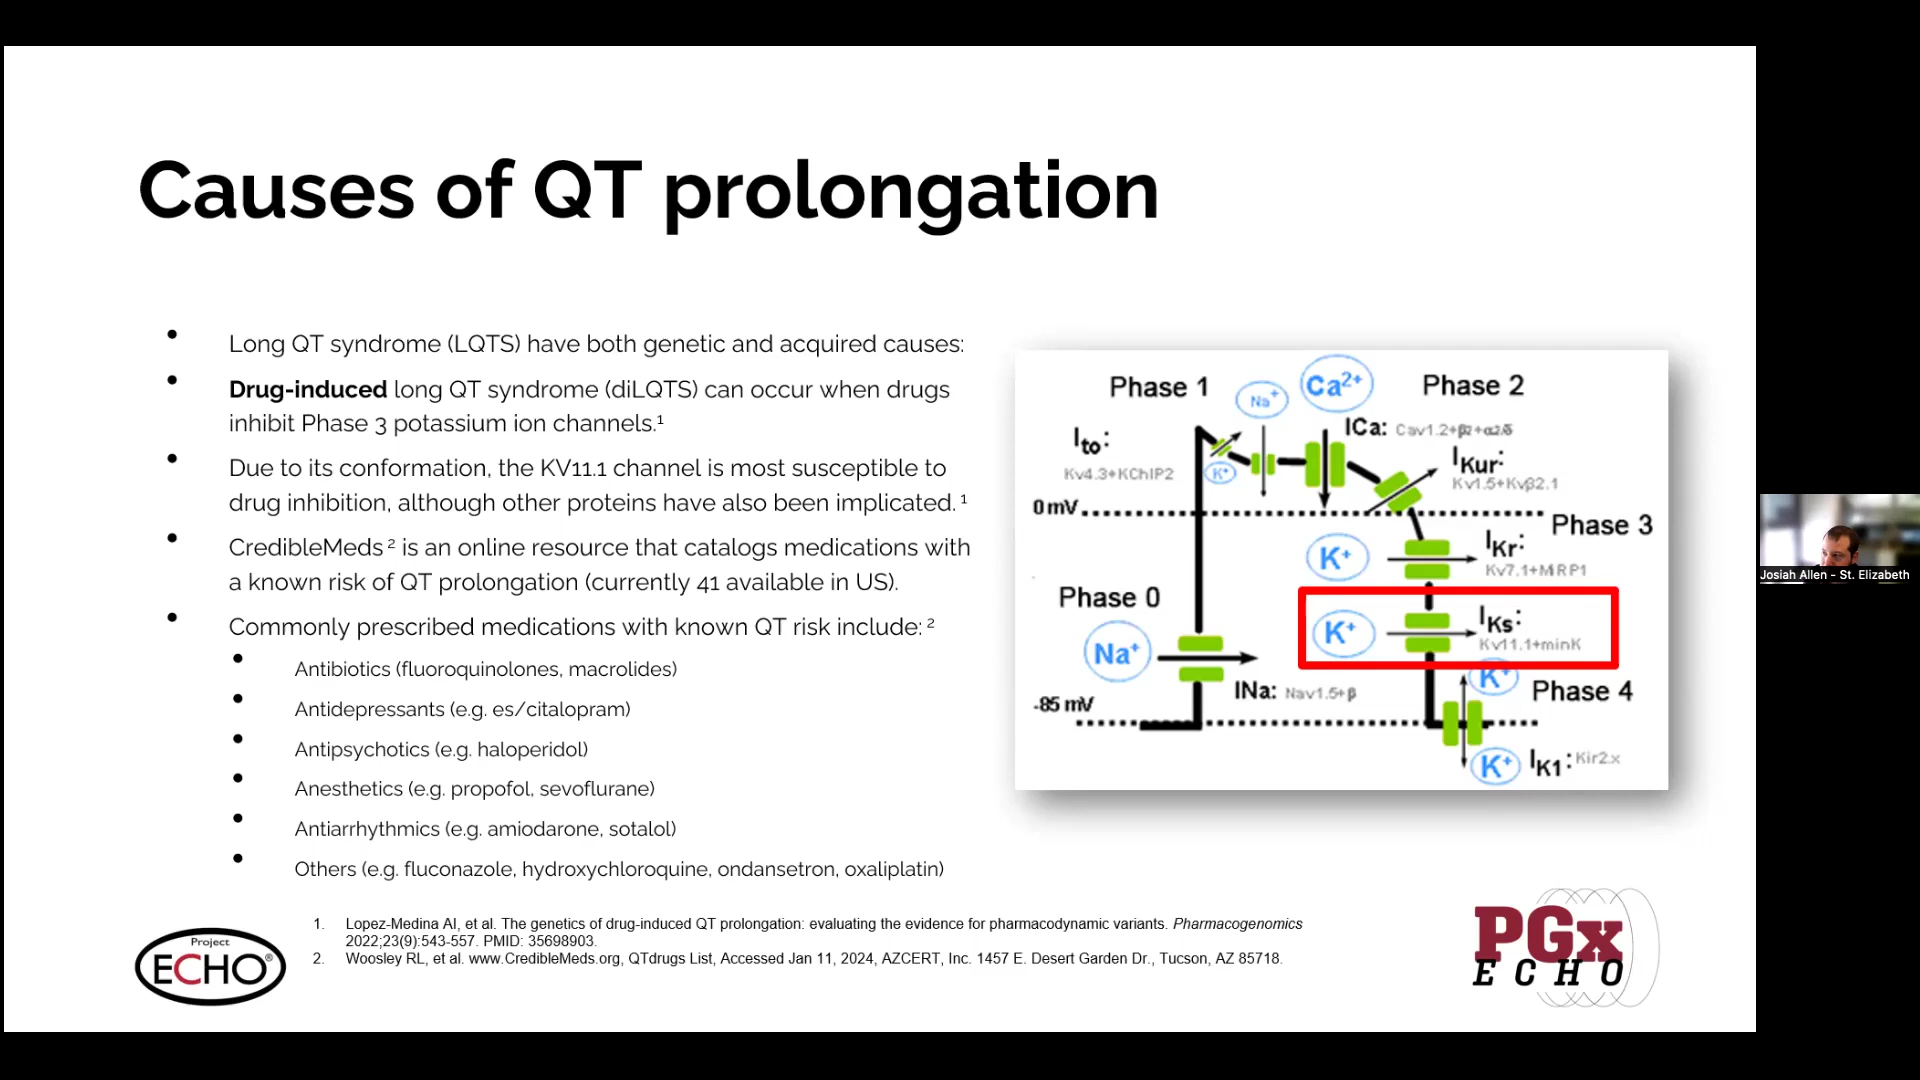 Causes of QT prolongation
• Long QT syndrome (LQTS) have both genetic and acquired causes:
• Drug-induced long QT syndrome (diLQTS) can occur when drugs
inhibit Phase 3 potassium ion channels.¹
• Due to its conformation, the KV11.1 channel is most susceptible to
drug inhibition, although other proteins have also been implicated. ¹
• CredibleMeds ² is an online resource that catalogs medications with
a known risk of QT prolongation (currently 41 available in US).
• Commonly prescribed medications with known QT risk include: ²
• Antibiotics (fluoroquinolones, macrolides)
• Antidepressants (e.g. es/citalopram)
• Antipsychotics (e.g. haloperidol)
• Anesthetics (e.g. propofol, sevoflurane)
• Antiarrhythmics (e.g. amiodarone, sotalol)
• Others (e.g. fluconazole, hydroxychloroquine, ondansetron, oxaliplatin)
Phase 1
Na⁺
Ca²⁺
Phase 2
Ito:
Kv4.3+KChIP2
K⁺
ICa: Cav1.2+β2+α2δ
IKur:
Kv1.5+Kvβ2.1
0 mV
Phase 3
K⁺
IKr:
Kv7.1+MiRP1
Phase 0
K⁺
IKs:
Kv11.1+minK
Na⁺
INa: Nav1.5+β
K⁺
Phase 4
-85 mV
K⁺
IK1: Kir2.x
1. Lopez-Medina AI, et al. The genetics of drug-induced QT prolongation: evaluating the evidence for pharmacodynamic variants. Pharmacogenomics
2022;23(9):543-557. PMID: 35698903.
2. Woosley RL, et al. www.CredibleMeds.org, QTdrugs List, Accessed Jan 11, 2024, AZCERT, Inc. 1457 E. Desert Garden Dr., Tucson, AZ 85718.
Project
ECHO®
PGx
ECHO
Josiah Allen - St. Elizabeth